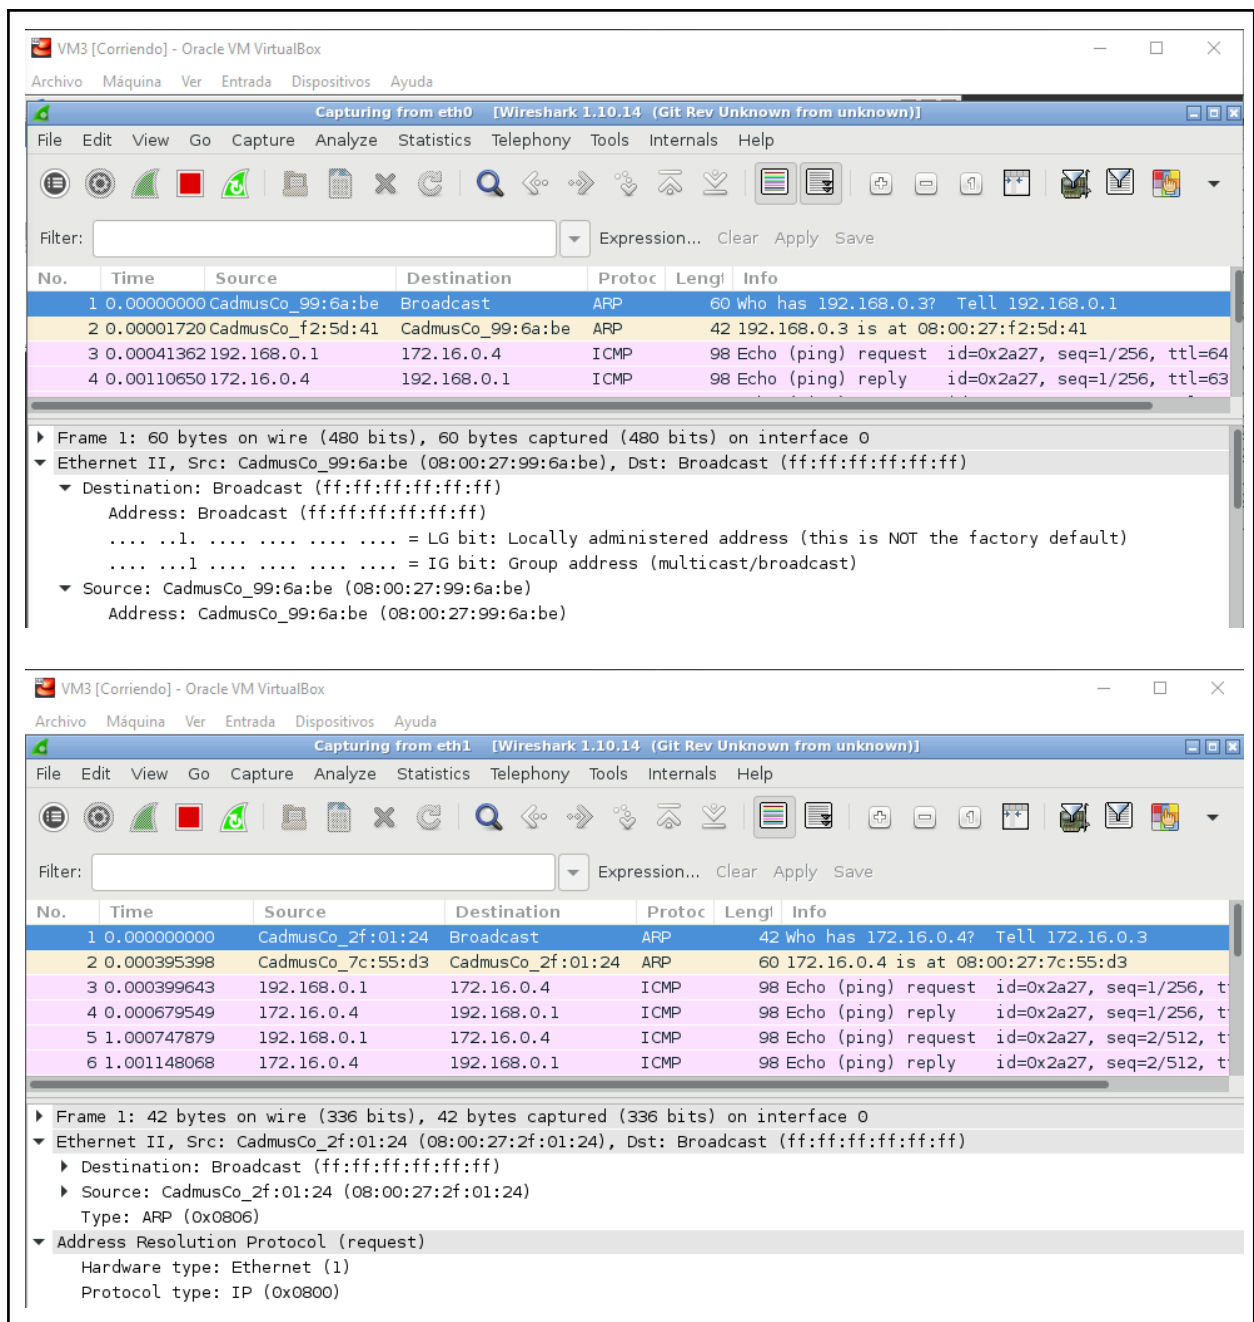 VM3 [Corriendo] - Oracle VM VirtualBox
Archivo Máquina Ver Entrada Dispositivos Ayuda
Capturing from eth0 [Wireshark 1.10.14 (Git Rev Unknown from unknown)]
File Edit View Go Capture Analyze Statistics Telephony Tools Internals Help
Filter: Expression... Clear Apply Save
No. Time Source Destination Protoc Lengt Info
1 0.00000000 CadmusCo_99:6a:be Broadcast ARP 60 Who has 192.168.0.3? Tell 192.168.0.1
2 0.00001720 CadmusCo_f2:5d:41 CadmusCo_99:6a:be ARP 42 192.168.0.3 is at 08:00:27:f2:5d:41
3 0.00041362 192.168.0.1 172.16.0.4 ICMP 98 Echo (ping) request id=0x2a27, seq=1/256, ttl=64
4 0.00110650 172.16.0.4 192.168.0.1 ICMP 98 Echo (ping) reply id=0x2a27, seq=1/256, ttl=63
Frame 1: 60 bytes on wire (480 bits), 60 bytes captured (480 bits) on interface 0
Ethernet II, Src: CadmusCo_99:6a:be (08:00:27:99:6a:be), Dst: Broadcast (ff:ff:ff:ff:ff:ff)
Destination: Broadcast (ff:ff:ff:ff:ff:ff)
Address: Broadcast (ff:ff:ff:ff:ff:ff)
.... ..1. .... .... .... .... = LG bit: Locally administered address (this is NOT the factory default)
.... ...1 .... .... .... .... = IG bit: Group address (multicast/broadcast)
Source: CadmusCo_99:6a:be (08:00:27:99:6a:be)
Address: CadmusCo_99:6a:be (08:00:27:99:6a:be)
VM3 [Corriendo] - Oracle VM VirtualBox
Archivo Máquina Ver Entrada Dispositivos Ayuda
Capturing from eth1 [Wireshark 1.10.14 (Git Rev Unknown from unknown)]
File Edit View Go Capture Analyze Statistics Telephony Tools Internals Help
Filter: Expression... Clear Apply Save
No. Time Source Destination Protoc Lengt Info
1 0.000000000 CadmusCo_2f:01:24 Broadcast ARP 42 Who has 172.16.0.4? Tell 172.16.0.3
2 0.000395398 CadmusCo_7c:55:d3 CadmusCo_2f:01:24 ARP 60 172.16.0.4 is at 08:00:27:7c:55:d3
3 0.000399643 192.168.0.1 172.16.0.4 ICMP 98 Echo (ping) request id=0x2a27, seq=1/256, t
4 0.000679549 172.16.0.4 192.168.0.1 ICMP 98 Echo (ping) reply id=0x2a27, seq=1/256, t
5 1.000747879 192.168.0.1 172.16.0.4 ICMP 98 Echo (ping) request id=0x2a27, seq=2/512, t
6 1.001148068 172.16.0.4 192.168.0.1 ICMP 98 Echo (ping) reply id=0x2a27, seq=2/512, t
Frame 1: 42 bytes on wire (336 bits), 42 bytes captured (336 bits) on interface 0
Ethernet II, Src: CadmusCo_2f:01:24 (08:00:27:2f:01:24), Dst: Broadcast (ff:ff:ff:ff:ff:ff)
Destination: Broadcast (ff:ff:ff:ff:ff:ff)
Source: CadmusCo_2f:01:24 (08:00:27:2f:01:24)
Type: ARP (0x0806)
Address Resolution Protocol (request)
Hardware type: Ethernet (1)
Protocol type: IP (0x0800)